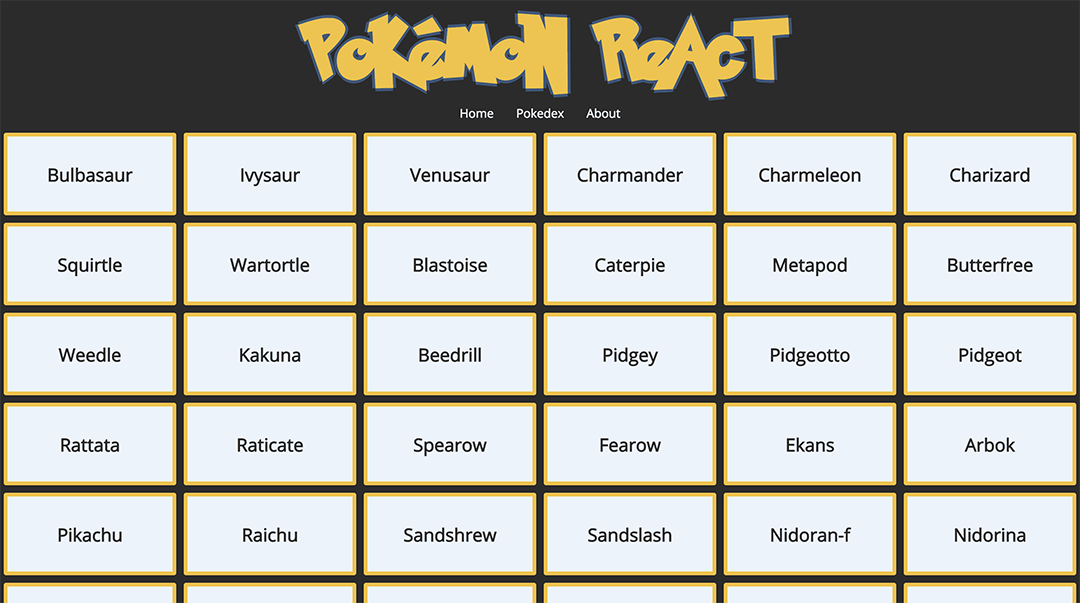 POKéMON REACT
Home Pokedex About
Bulbasaur Ivysaur Venusaur Charmander Charmeleon Charizard
Squirtle Wartortle Blastoise Caterpie Metapod Butterfree
Weedle Kakuna Beedrill Pidgey Pidgeotto Pidgeot
Rattata Raticate Spearow Fearow Ekans Arbok
Pikachu Raichu Sandshrew Sandslash Nidoran-f Nidorina